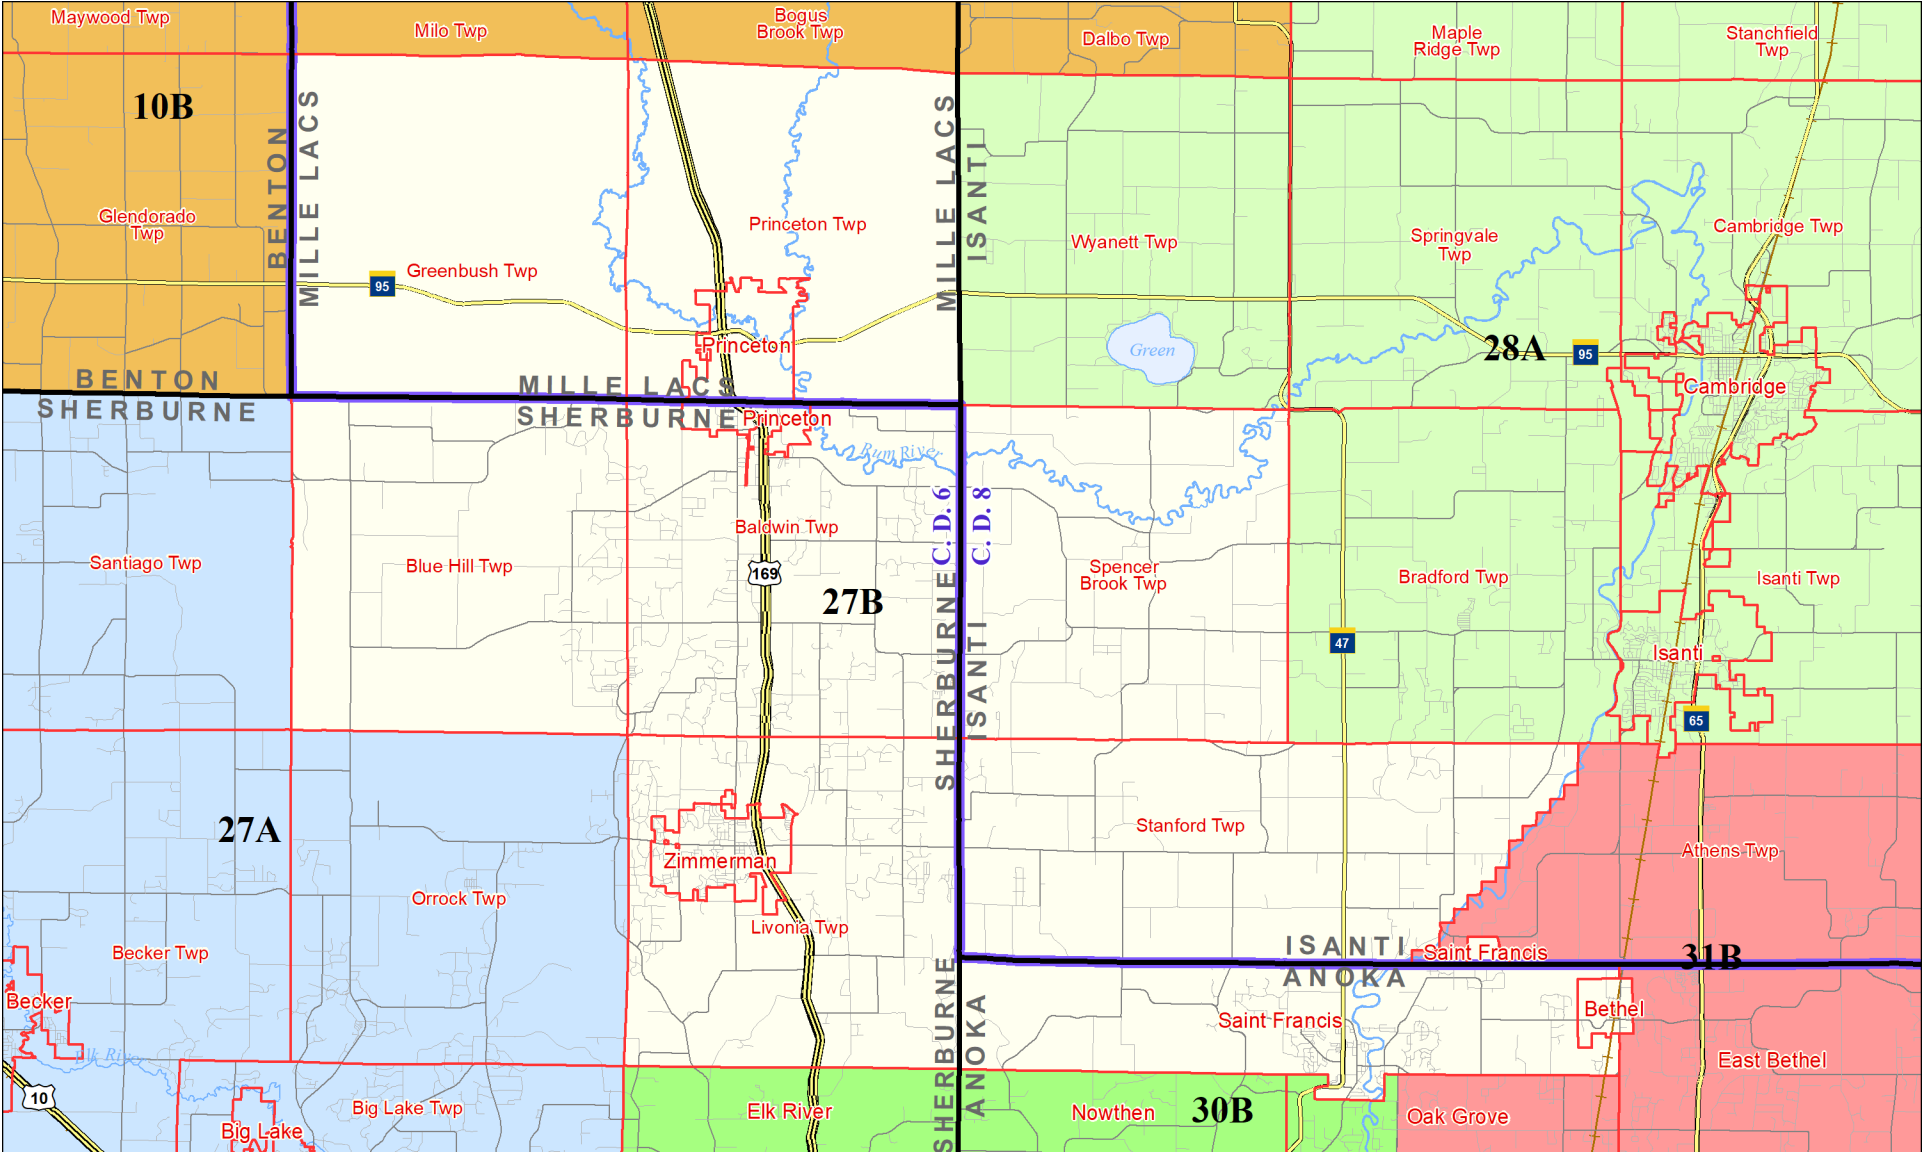 Maywood Twp
Milo Twp
Bogus
Brook Twp
Dalbo Twp
Maple
Ridge Twp
Stanchfield
Twp
10B
BENTON
MILLE LACS
MILLE LACS
ISANTI
Glendorado
Twp
Princeton Twp
Greenbush Twp
95
Wyanett Twp
Springvale
Twp
Cambridge Twp
Princeton
Green
28A
95
Cambridge
BENTON
SHERBURNE
MILLE LACS
SHERBURNE
Princeton
Rum River
C. D. 6
C. D. 8
Santiago Twp
Blue Hill Twp
Baldwin Twp
169
27B
SHERBURNE
ISANTI
Spencer
Brook Twp
Bradford Twp
Isanti Twp
47
Isanti
65
27A
Zimmerman
Stanford Twp
Athens Twp
Orrock Twp
Livonia Twp
Becker Twp
Becker
ISANTI
ANOKA
Saint Francis
31B
SHERBURNE
ANOKA
Saint Francis
Bethel
East Bethel
Elk River
10
Big Lake Twp
Big Lake
Elk River
Nowthen
30B
Oak Grove